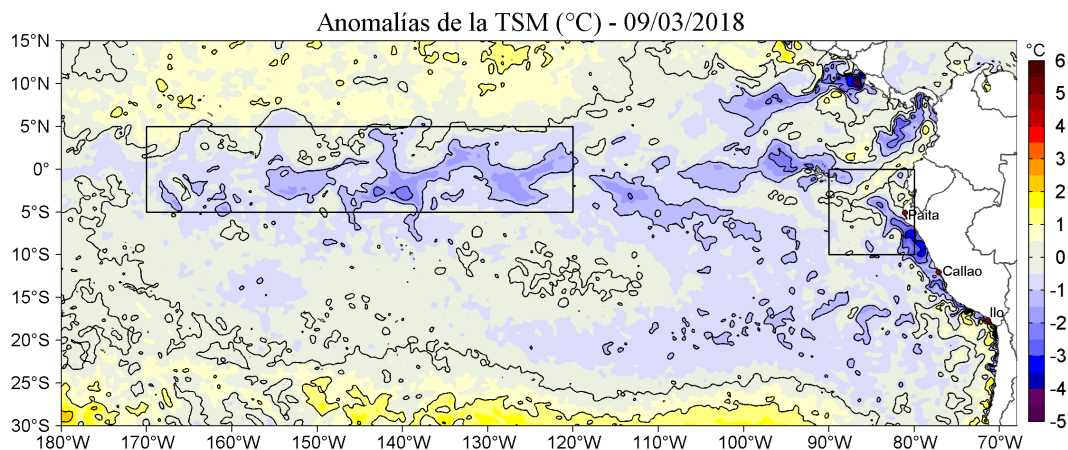 Anomalías de la TSM (°C) - 09/03/2018
°C
15°N
10°N
5°N
0°
5°S
10°S
15°S
20°S
25°S
30°S
180°W
170°W
160°W
150°W
140°W
130°W
120°W
110°W
100°W
90°W
80°W
70°W
Paita
Callao
Ilo
6
5
4
3
2
1
0
-1
-2
-3
-4
-5